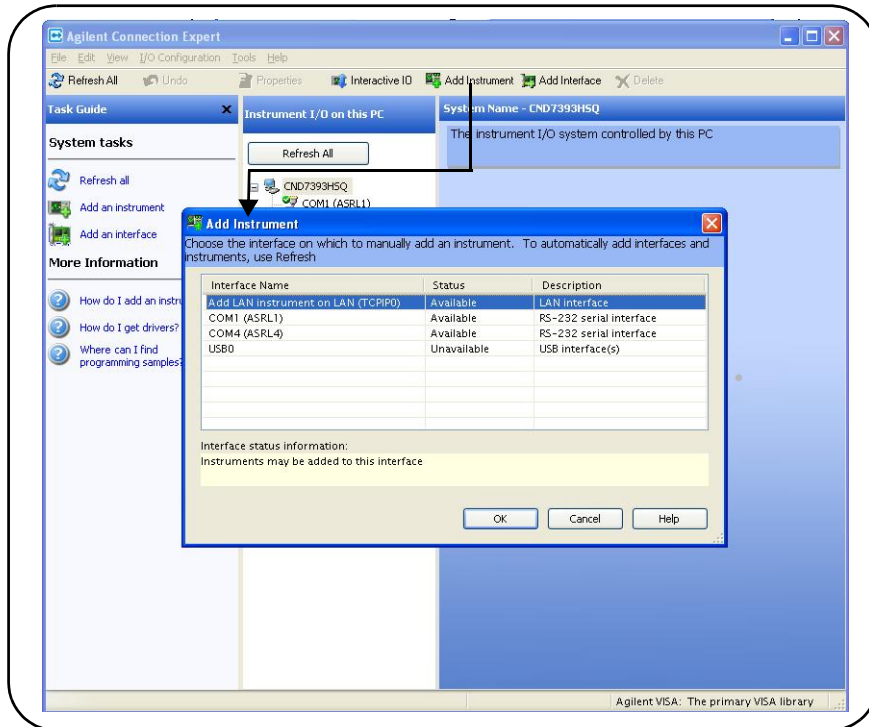 Agilent Connection Expert
File Edit View I/O Configuration Tools Help
Refresh All Undo Properties Interactive IO Add Instrument Add Interface Delete
Task Guide
System tasks
Refresh all
Add an instrument
Add an interface
More Information
How do I add an instru
How do I get drivers?
Where can I find
programming samples?
Instrument I/O on this PC
Refresh All
CND7393HSQ
COM1 (ASRL1)
System Name - CND7393HSQ
The instrument I/O system controlled by this PC
Add Instrument
Choose the interface on which to manually add an instrument. To automatically add interfaces and
instruments, use Refresh
Interface Name Status Description
Add LAN instrument on LAN (TCPIP0) Available LAN interface
COM1 (ASRL1) Available RS-232 serial interface
COM4 (ASRL4) Available RS-232 serial interface
USB0 Unavailable USB interface(s)
Interface status information:
Instruments may be added to this interface
OK Cancel Help
Agilent VISA: The primary VISA library